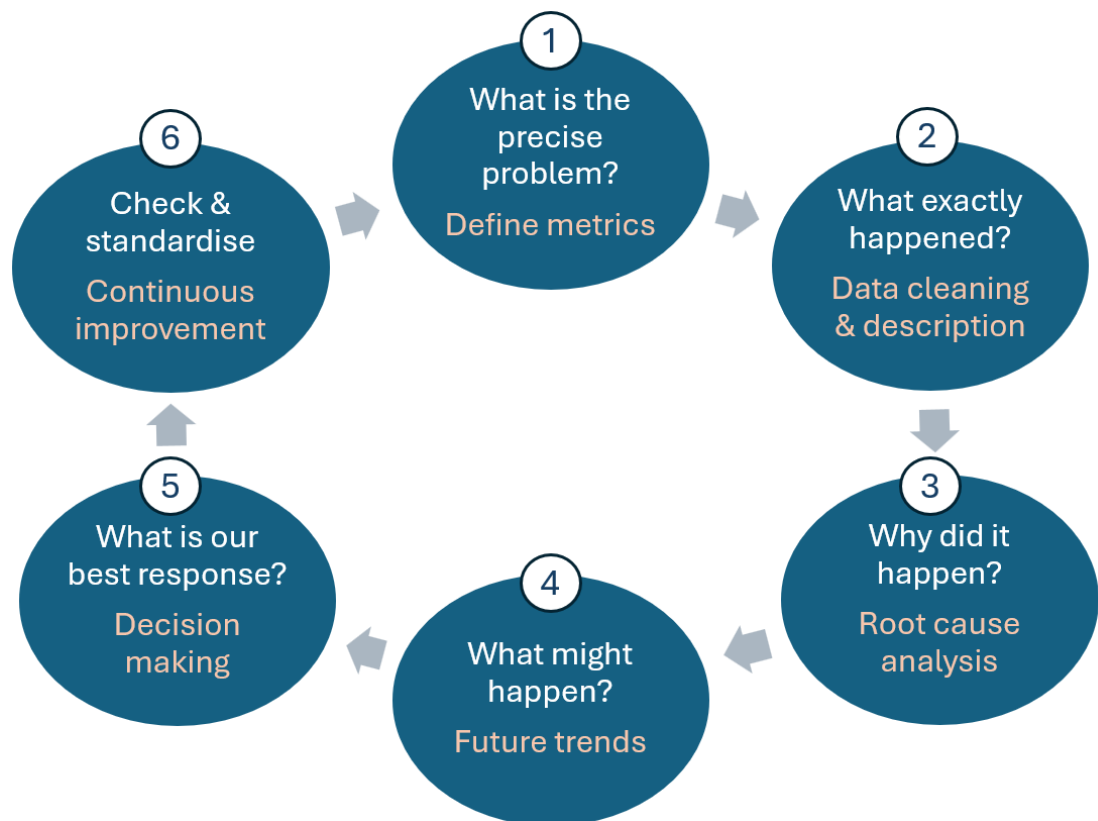 1
What is the
precise
problem?
Define metrics
2
What exactly
happened?
Data cleaning
& description
3
Why did it
happen?
Root cause
analysis
4
What might
happen?
Future trends
5
What is our
best response?
Decision
making
6
Check &
standardise
Continuous
improvement